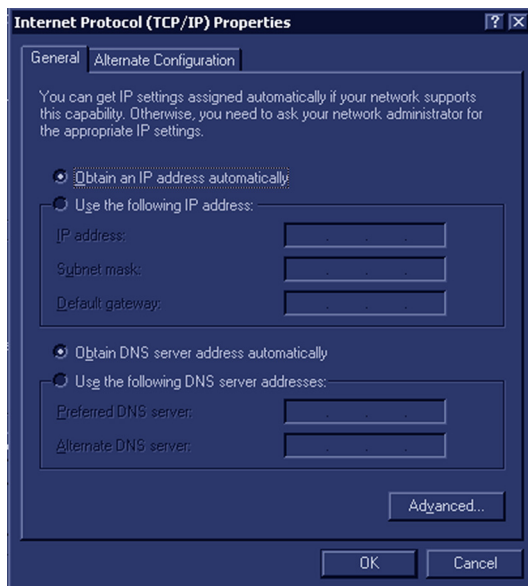 Internet Protocol (TCP/IP) Properties
General
Alternate Configuration
You can get IP settings assigned automatically if your network supports
this capability. Otherwise, you need to ask your network administrator for
the appropriate IP settings.
Obtain an IP address automatically
Use the following IP address:
IP address:
Subnet mask:
Default gateway:
Obtain DNS server address automatically
Use the following DNS server addresses:
Preferred DNS server:
Alternate DNS server:
Advanced...
OK
Cancel